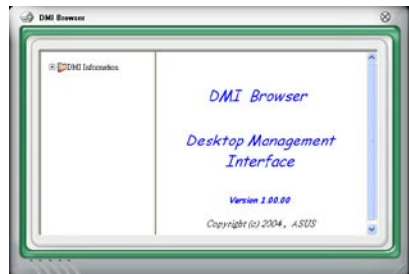 DMI Browser
DMI Information
DMI Browser
Desktop Management
Interface
Version 1.00.00
Copyright (c) 2004, ASUS